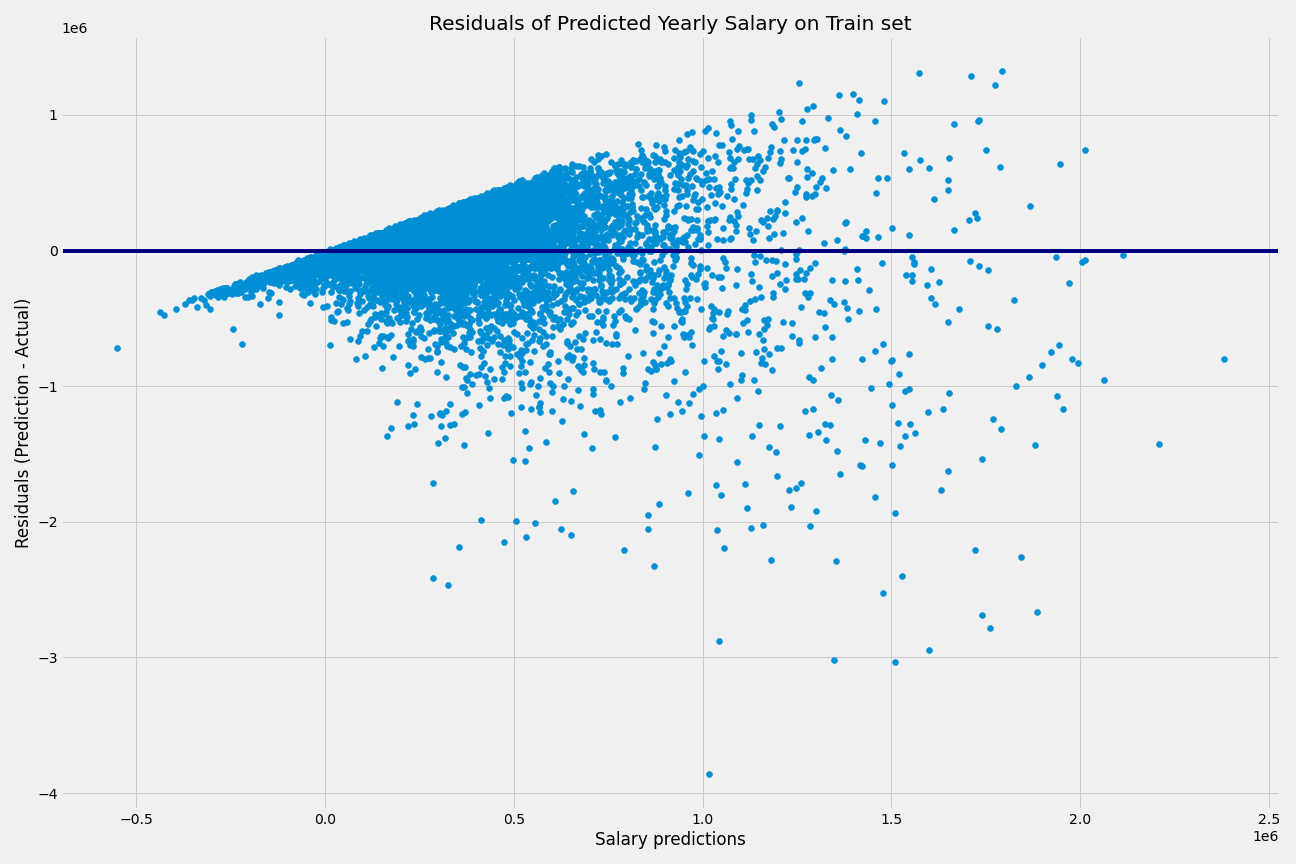 Residuals of Predicted Yearly Salary on Train set
1e6
1
0
−1
−2
−3
−4
Residuals (Prediction - Actual)
−0.5 0.0 0.5 1.0 1.5 2.0 2.5
1e6
Salary predictions